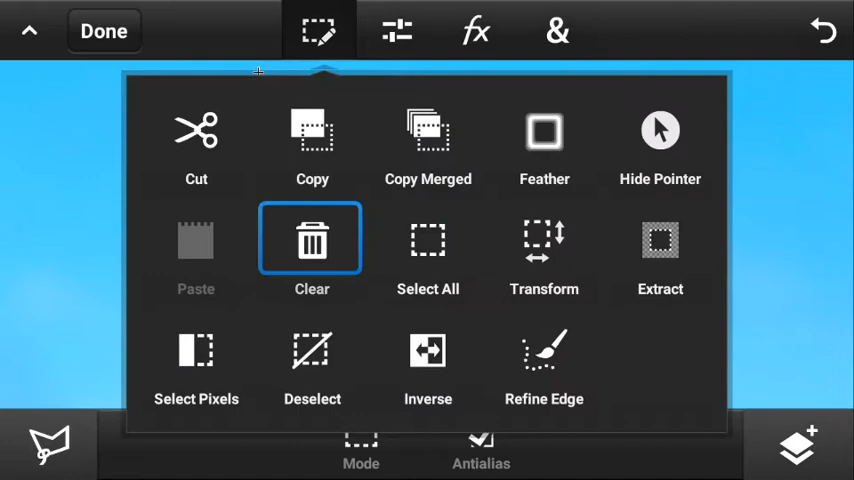 Done fx &
Cut Copy Copy Merged Feather Hide Pointer
Paste Clear Select All Transform Extract
Select Pixels Deselect Inverse Refine Edge
Mode Antialias